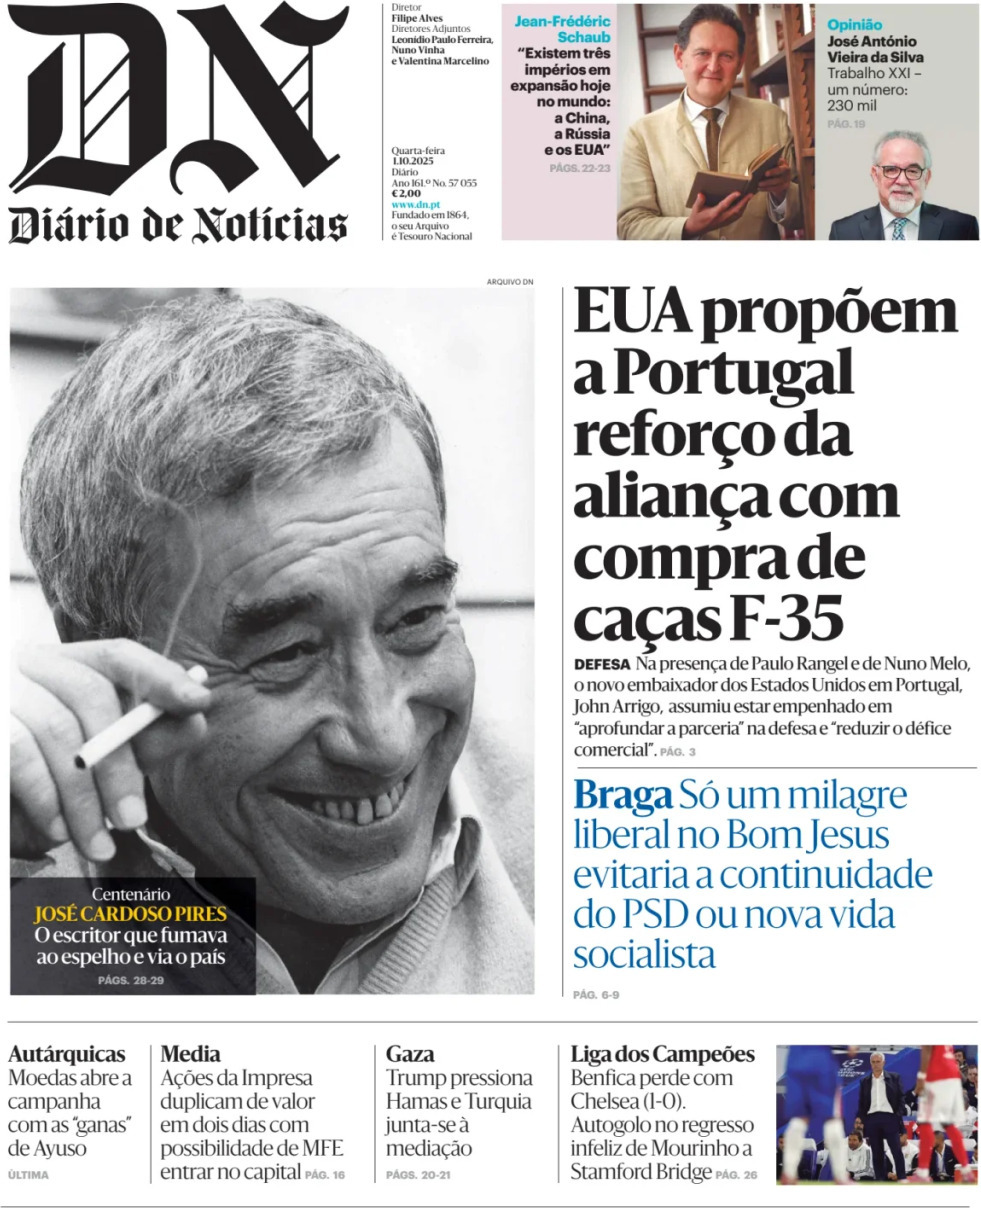 DN
Diário de Notícias
Diretor
Filipe Alves
Diretores Adjuntos
Leonídio Paulo Ferreira,
Nuno Vinha
e Valentina Marcelino
Quarta-feira
1.10.2025
Diário
Ano 161.º No. 57 055
€ 2,00
www.dn.pt
Fundado em 1864,
o seu Arquivo
é Tesouro Nacional
Jean-Frédéric
Schaub
“Existem três
impérios em
expansão hoje
no mundo:
a China,
a Rússia
e os EUA”
PÁGS. 22-23
Opinião
José António
Vieira da Silva
Trabalho XXI –
um número:
230 mil
PÁG. 19
ARQUIVO DN
Centenário
JOSÉ CARDOSO PIRES
O escritor que fumava
ao espelho e via o país
PÁGS. 28-29
EUA propõem
a Portugal
reforço da
aliança com
compra de
caças F-35
DEFESA Na presença de Paulo Rangel e de Nuno Melo,
o novo embaixador dos Estados Unidos em Portugal,
John Arrigo, assumiu estar empenhado em
“aprofundar a parceria” na defesa e “reduzir o défice
comercial”. PÁG. 3
Braga Só um milagre
liberal no Bom Jesus
evitaria a continuidade
do PSD ou nova vida
socialista
PÁG. 6-9
Autárquicas
Moedas abre a
campanha
com as “ganas”
de Ayuso
ÚLTIMA
Media
Ações da Impresa
duplicam de valor
em dois dias com
possibilidade de MFE
entrar no capital PÁG. 16
Gaza
Trump pressiona
Hamas e Turquia
junta-se à
mediação
PÁGS. 20-21
Liga dos Campeões
Benfica perde com
Chelsea (1-0).
Autogolo no regresso
infeliz de Mourinho a
Stamford Bridge PÁG. 26